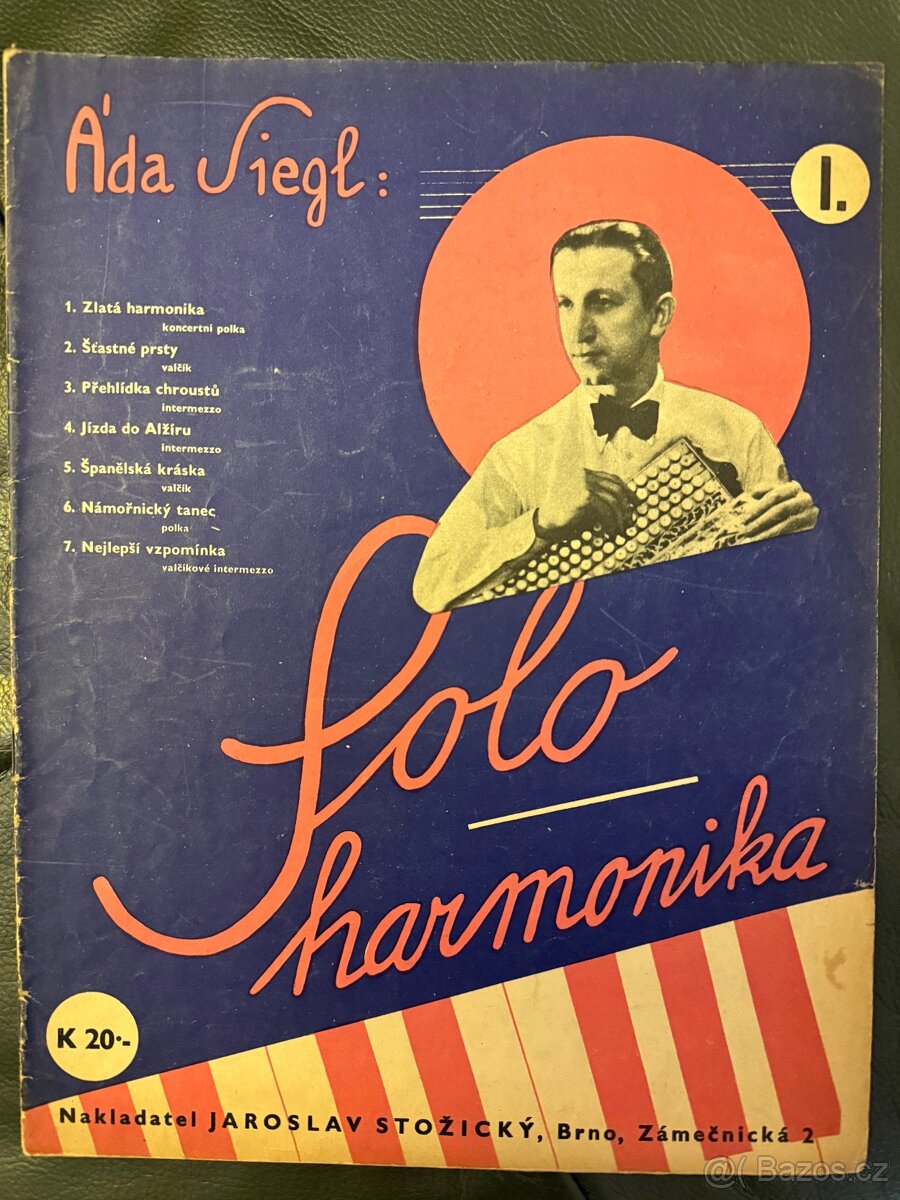 Áda Siegl:
I.
1. Zlatá harmonika
koncertní polka
2. Šťastné prsty
valčík
3. Přehlídka chroustů
intermezzo
4. Jízda do Alžíru
intermezzo
5. Španělská kráska
valčík
6. Námořnický tanec
polka
7. Nejlepší vzpomínka
valčíkové intermezzo
Solo
harmonika
K 20·-
Nakladatel JAROSLAV STOŽICKÝ, Brno, Zámečnická 2
Bazos.cz